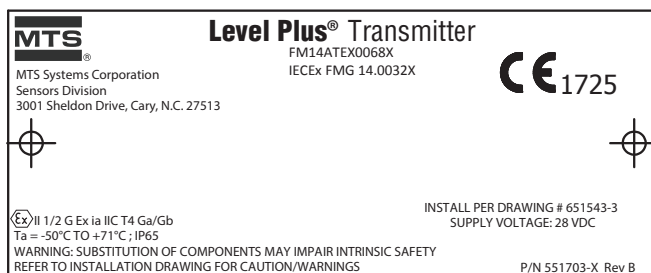 MTS
®
Level Plus® Transmitter
FM14ATEX0068X
IECEx FMG 14.0032X
MTS Systems Corporation
Sensors Division
3001 Sheldon Drive, Cary, N.C. 27513
CE 1725
Ex II 1/2 G Ex ia IIC T4 Ga/Gb
Ta = -50°C TO +71°C ; IP65
INSTALL PER DRAWING # 651543-3
SUPPLY VOLTAGE: 28 VDC
WARNING: SUBSTITUTION OF COMPONENTS MAY IMPAIR INTRINSIC SAFETY
REFER TO INSTALLATION DRAWING FOR CAUTION/WARNINGS
P/N 551703-X Rev B